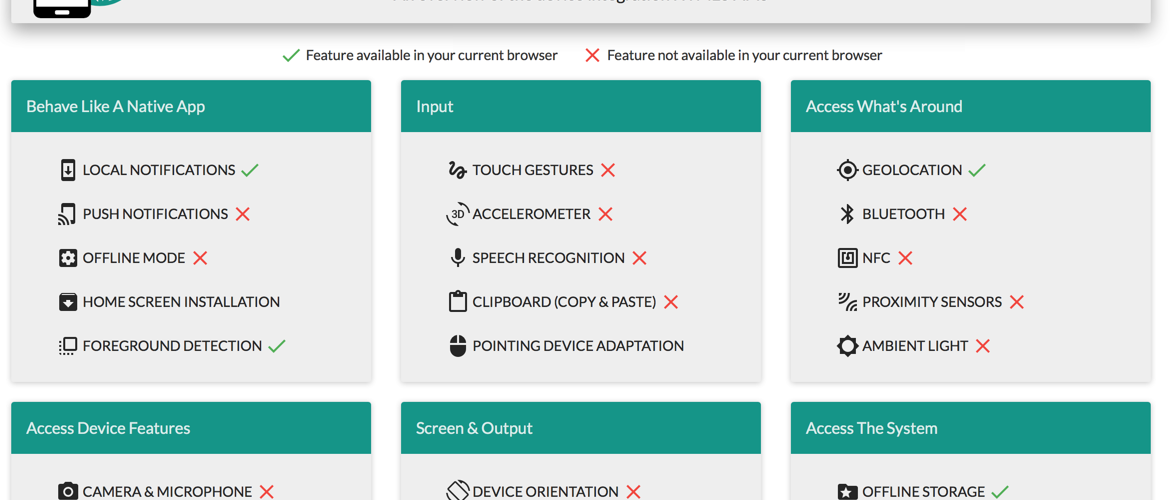 Feature available in your current browser Feature not available in your current browser
Behave Like A Native App
LOCAL NOTIFICATIONS
PUSH NOTIFICATIONS
OFFLINE MODE
HOME SCREEN INSTALLATION
FOREGROUND DETECTION
Input
TOUCH GESTURES
3D ACCELEROMETER
SPEECH RECOGNITION
CLIPBOARD (COPY & PASTE)
POINTING DEVICE ADAPTATION
Access What's Around
GEOLOCATION
BLUETOOTH
NFC
PROXIMITY SENSORS
AMBIENT LIGHT
Access Device Features
CAMERA & MICROPHONE
Screen & Output
DEVICE ORIENTATION
Access The System
OFFLINE STORAGE